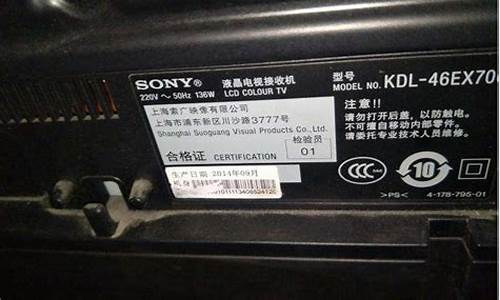 SONY® 液晶电视接收机
220V ～ 50Hz 136W LCD COLOUR TV
型号
MODEL NO. KDL-46EX70
上海索广映像有限公司
上海市浦东新区川沙路3777号
Shanghai Suoguang Visual Products Co., Ltd.
检验员
01
合格证 CERTIFICATION
生产日期 2014年09月
注意!!
请勿打开后盖，以防触电。
不可擅自移动内部零件。
请委托专业技术人员维修。
CCC
10
>PS< 4-178-795-01